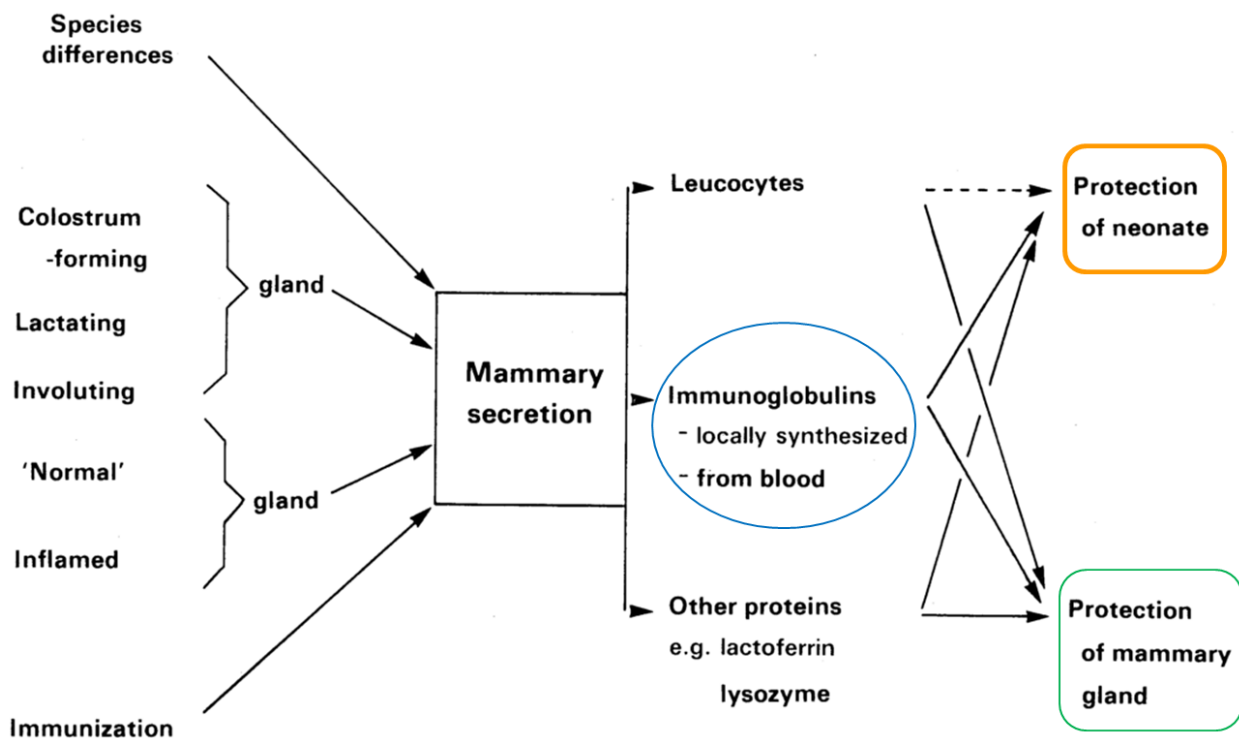 Species
differences
Colostrum
-forming
Lactating
Involuting
gland
'Normal'
Inflamed
gland
Immunization
Mammary
secretion
Leucocytes
Immunoglobulins
- locally synthesized
- from blood
Other proteins
e.g. lactoferrin
lysozyme
Protection
of neonate
Protection
of mammary
gland